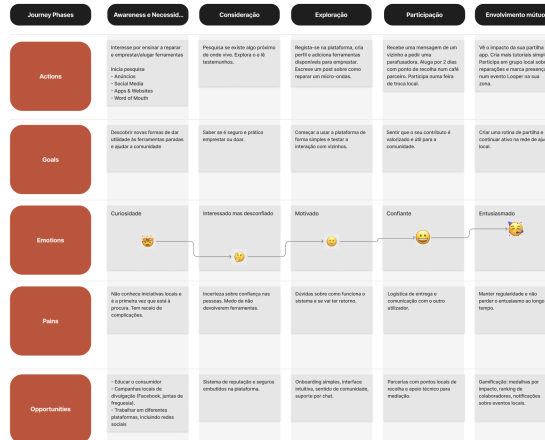 Journey Phases
Awareness e Necessid...
Consideração
Exploração
Participação
Envolvimento mútuo
Actions
Interesse por ensinar a reparar
e emprestar/alugar ferramentas
Inicia pesquisa
- Anúncios
- Social Media
- Apps & Websites
- Word of Mouth
Pesquisa se existe algo próximo
de onde vive. Explora e o lê
testemunhos.
Regista-se na plataforma, cria
perfil e adiciona ferramentas
disponíveis para emprestar.
Escreve um post sobre como
reparar um micro-ondas.
Recebe uma mensagem de um
vizinho a pedir uma
parafusadora. Aluga por 2 dias
com ponto de recolha num café
parceiro. Participa numa feira
de troca local.
Vê o impacto da sua partilha
app. Cria mais tutoriais simpl
Participa em grupo local sobr
reparações e marca presença
num evento Looper na sua
zona.
Goals
Descobrir novas formas de dar
utilidade às ferramentas paradas
e ajudar a comunidade
Saber se é seguro e prático
emprestar ou doar.
Começar a usar a plataforma de
forma simples e testar a
interação com vizinhos.
Sentir que o seu contributo é
valorizado e útil para a
comunidade.
Criar uma rotina de partilha e
continuar ativo na rede de aju
local.
Emotions
Curiosidade
Interessado mas desconfiado
Motivado
Confiante
Entusiasmado
Pains
Não conhece iniciativas locais e
é a primeira vez que está à
procura. Tem receio de
complicações.
Incerteza sobre confiança nas
pessoas. Medo de não
devolverem ferramentas.
Dúvidas sobre como funciona o
sistema e se vai ter retorno.
Logística de entrega e
comunicação com o outro
utilizador.
Manter regularidade e não
perder o entusiasmo ao longo
tempo.
Opportunities
- Educar o consumidor
- Campanhas locais de
divulgação (Facebook, juntas de
freguesia).
- Trabalhar em diferentes
plataformas, incluindo redes
sociais
Sistema de reputação e seguros
embutidos na plataforma.
Onboarding simples, interface
intuitiva, sentido de comunidade,
suporte por chat.
Parcerias com pontos locais de
recolha e apoio técnico para
mediação.
Gamificação: medalhas por
impacto, ranking de
colaboradores, notificações
sobre eventos locais.